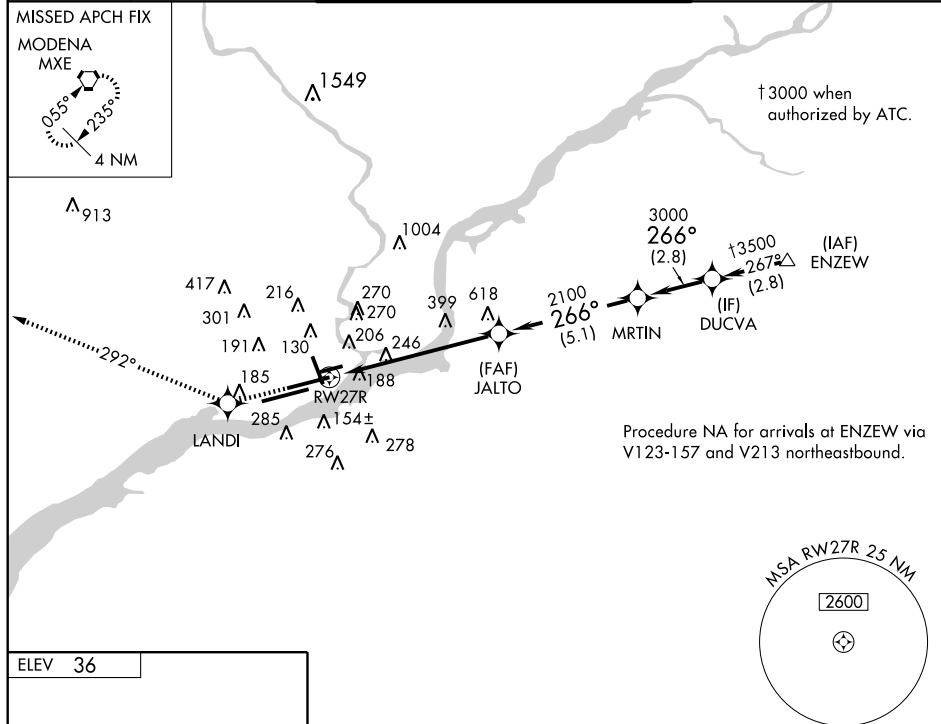 MISSED APCH FIX
MODENA
MXE
055°
235°
4 NM
1549
†3000 when
authorized by ATC.
913
1004
3000
266°
(2.8)
†3500
267°
(2.8)
(IAF)
ENZEW
417
216
270
301
270
399
618
2100
266°
(5.1)
MRTIN
(IF)
DUCVA
191
130
206
246
(FAF)
JALTO
292°
185
188
RW27R
LANDI
285
154±
276
278
Procedure NA for arrivals at ENZEW via
V123-157 and V213 northeastbound.
MSA RW27R 25 NM
2600
ELEV 36